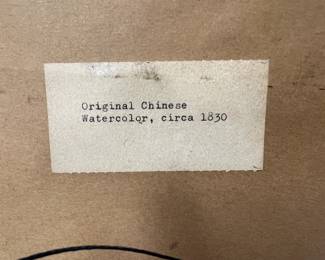 Original Chinese
Watercolor, circa 1830